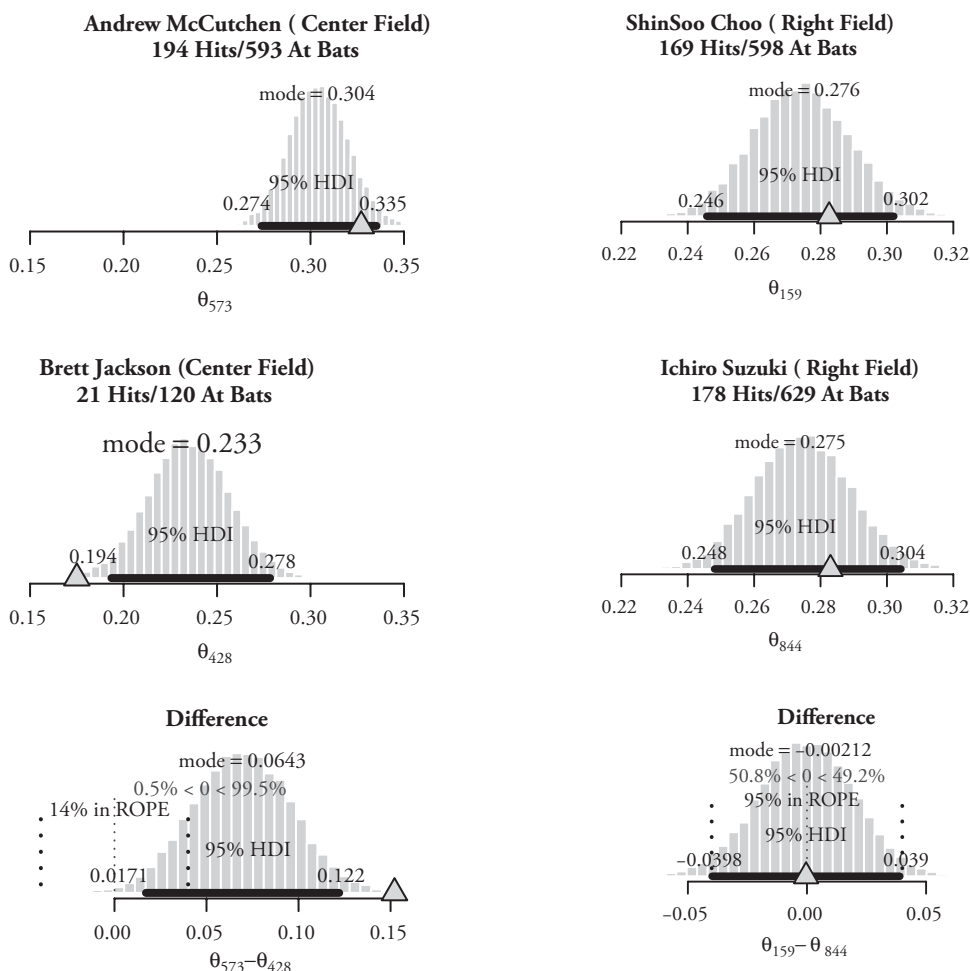 Andrew McCutchen ( Center Field)
194 Hits/593 At Bats
mode = 0.304
95% HDI
0.274 0.335
0.15 0.20 0.25 0.30 0.35
θ573
ShinSoo Choo ( Right Field)
169 Hits/598 At Bats
mode = 0.276
95% HDI
0.246 0.302
0.22 0.24 0.26 0.28 0.30 0.32
θ159
Brett Jackson (Center Field)
21 Hits/120 At Bats
mode = 0.233
95% HDI
0.194 0.278
0.15 0.20 0.25 0.30 0.35
θ428
Ichiro Suzuki ( Right Field)
178 Hits/629 At Bats
mode = 0.275
95% HDI
0.248 0.304
0.22 0.24 0.26 0.28 0.30 0.32
θ844
Difference
mode = 0.0643
0.5% < 0 < 99.5%
14% in ROPE
95% HDI
0.0171 0.122
0.00 0.05 0.10 0.15
θ573–θ428
Difference
mode = –0.00212
50.8% < 0 < 49.2%
95% in ROPE
95% HDI
–0.0398 0.039
–0.05 0.00 0.05
θ159– θ844